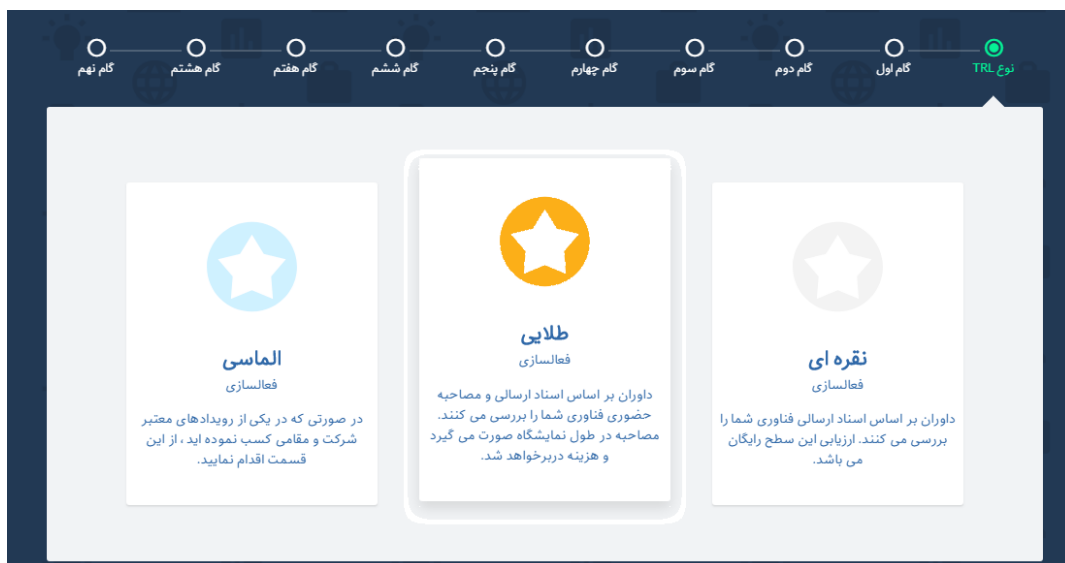 نوع TRL
گام اول
گام دوم
گام سوم
گام چهارم
گام پنجم
گام ششم
گام هفتم
گام هشتم
گام نهم
نقره ای
فعالسازی
داوران بر اساس اسناد ارسالی فناوری شما را
بررسی می کنند. ارزیابی این سطح رایگان
می باشد.
طلایی
فعالسازی
داوران بر اساس اسناد ارسالی و مصاحبه
حضوری فناوری شما را بررسی می کنند.
مصاحبه در طول نمایشگاه صورت می گیرد
و هزینه دربرخواهد شد.
الماسی
فعالسازی
در صورتی که در یکی از رویدادهای معتبر
شرکت و مقامی کسب نموده اید ، از این
قسمت اقدام نمایید.